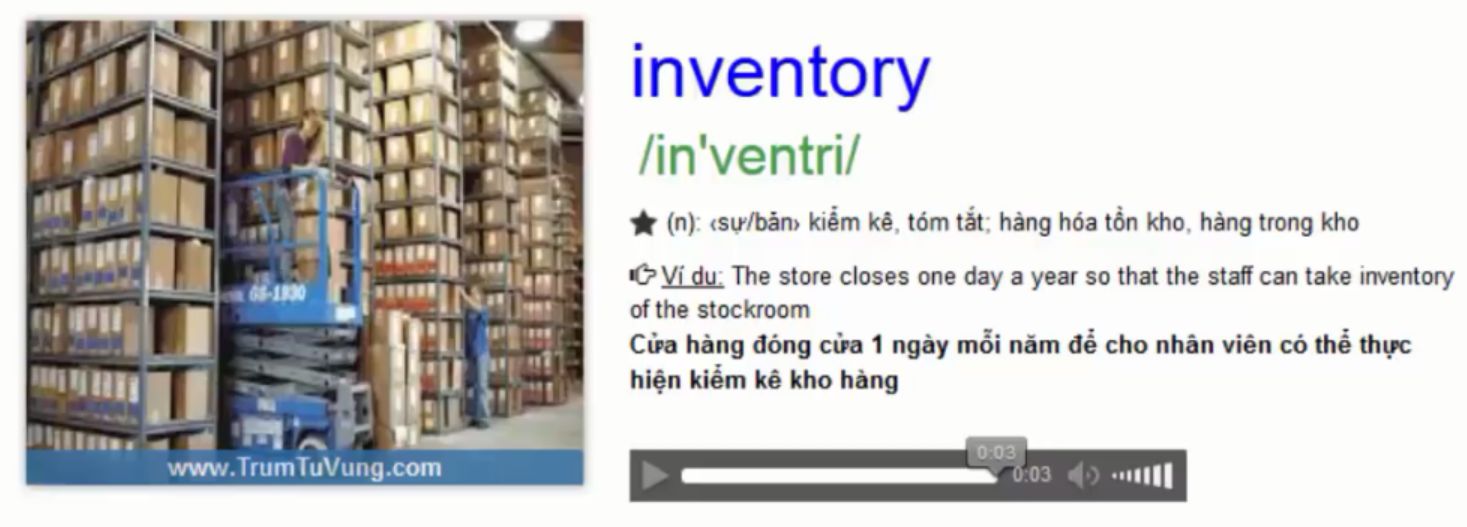 inventory
/in'ventri/
★ (n): ‹sự/băn› kiểm kê, tóm tắt; hàng hóa tồn kho, hàng trong kho
Ví du: The store closes one day a year so that the staff can take inventory
of the stockroom
Cửa hàng đóng cửa 1 ngày mỗi năm để cho nhân viên có thể thực
hiện kiểm kê kho hàng
GS-1930
www.TrumTuVung.com
0:03
0:03